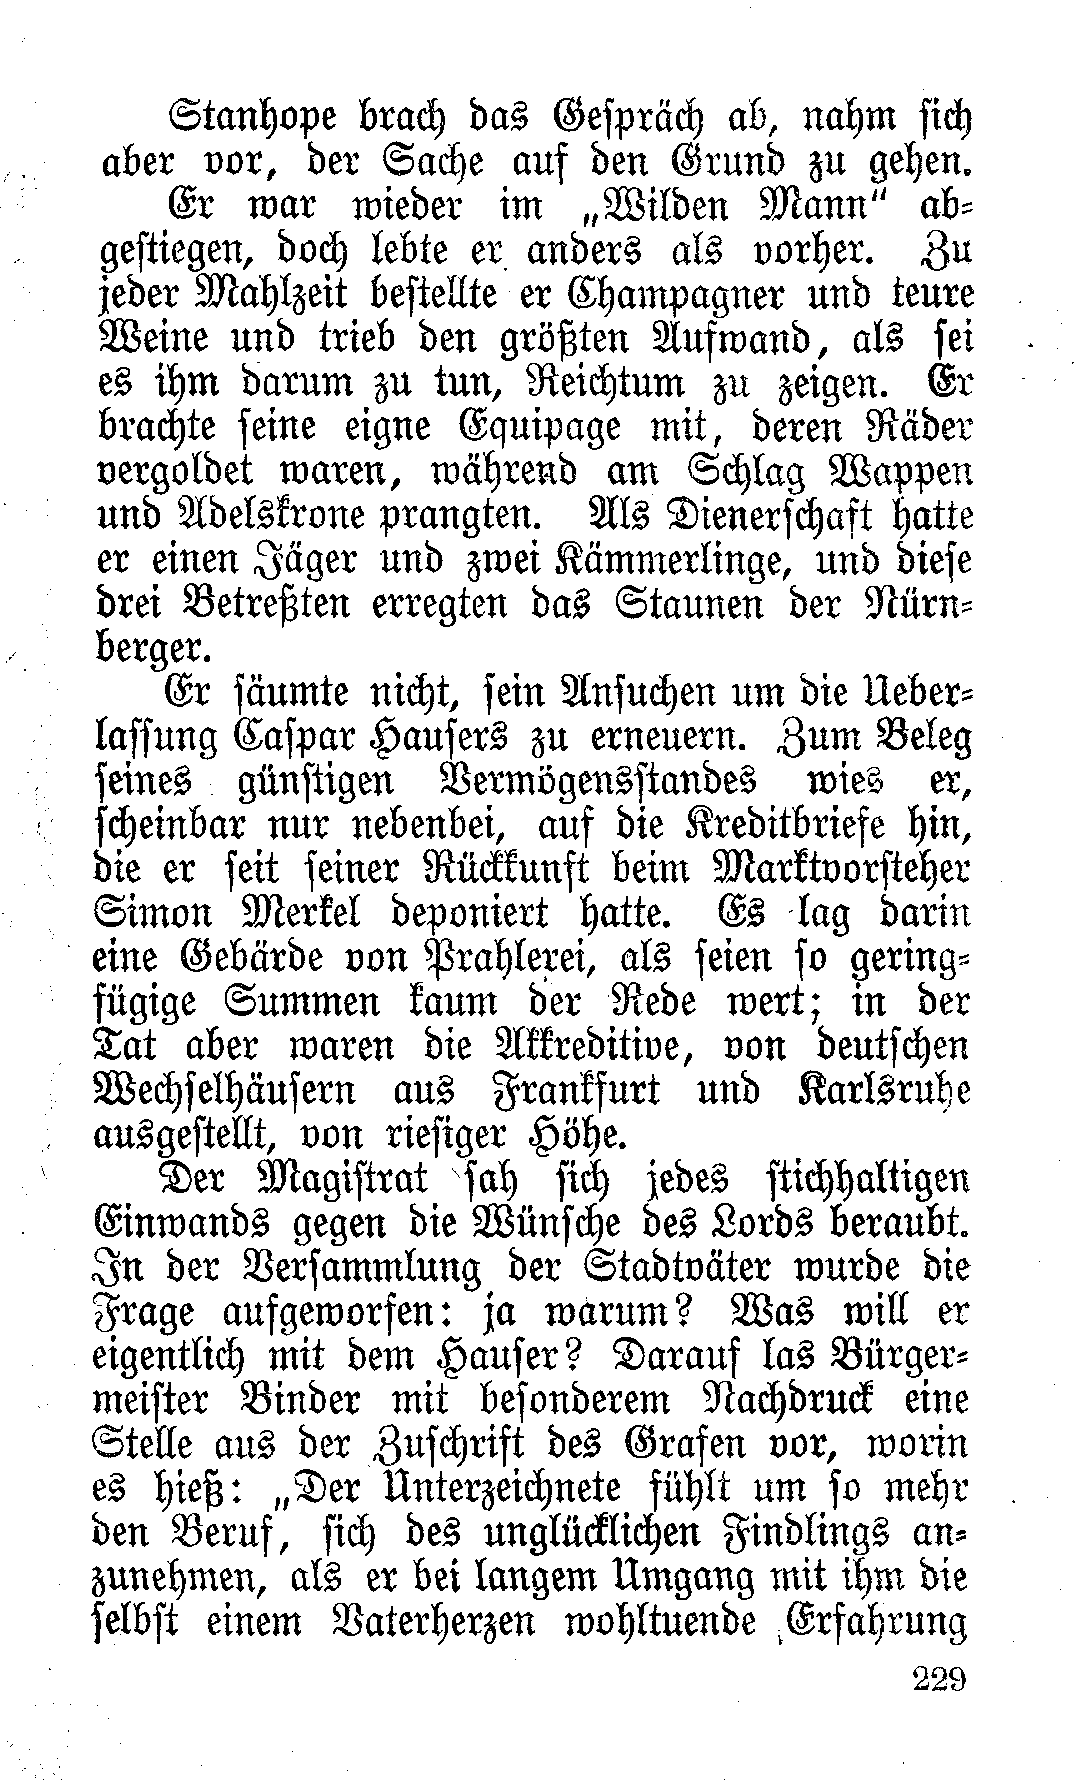 Stanhope brach das Gespräch ab, nahm sich
aber vor, der Sache auf den Grund zu gehen.
Er war wieder im „Wilden Mann“ ab-
gestiegen, doch lebte er anders als vorher. Zu
jeder Mahlzeit bestellte er Champagner und teure
Weine und trieb den größten Aufwand, als sei
es ihm darum zu tun, Reichtum zu zeigen. Er
brachte seine eigne Equipage mit, deren Räder
vergoldet waren, während am Schlag Wappen
und Adelskrone prangten. Als Dienerschaft hatte
er einen Jäger und zwei Kämmerlinge, und diese
drei Betreßten erregten das Staunen der Nürn-
berger.
Er säumte nicht, sein Ansuchen um die Ueber-
lassung Caspar Hausers zu erneuern. Zum Beleg
seines günstigen Vermögensstandes wies er,
scheinbar nur nebenbei, auf die Kreditbriefe hin,
die er seit seiner Rückkunft beim Marktvorsteher
Simon Merkel deponiert hatte. Es lag darin
eine Gebärde von Prahlerei, als seien so gering-
fügige Summen kaum der Rede wert; in der
Tat aber waren die Akkreditive, von deutschen
Wechselhäusern aus Frankfurt und Karlsruhe
ausgestellt, von riesiger Höhe.
Der Magistrat sah sich jedes stichhaltigen
Einwands gegen die Wünsche des Lords beraubt.
In der Versammlung der Stadtväter wurde die
Frage aufgeworfen: ja warum? Was will er
eigentlich mit dem Hauser? Darauf las Bürger-
meister Binder mit besonderem Nachdruck eine
Stelle aus der Zuschrift des Grafen vor, worin
es hieß: „Der Unterzeichnete fühlt um so mehr
den Beruf, sich des unglücklichen Findlings an-
zunehmen, als er bei langem Umgang mit ihm die
selbst einem Vaterherzen wohltuende Erfahrung
229